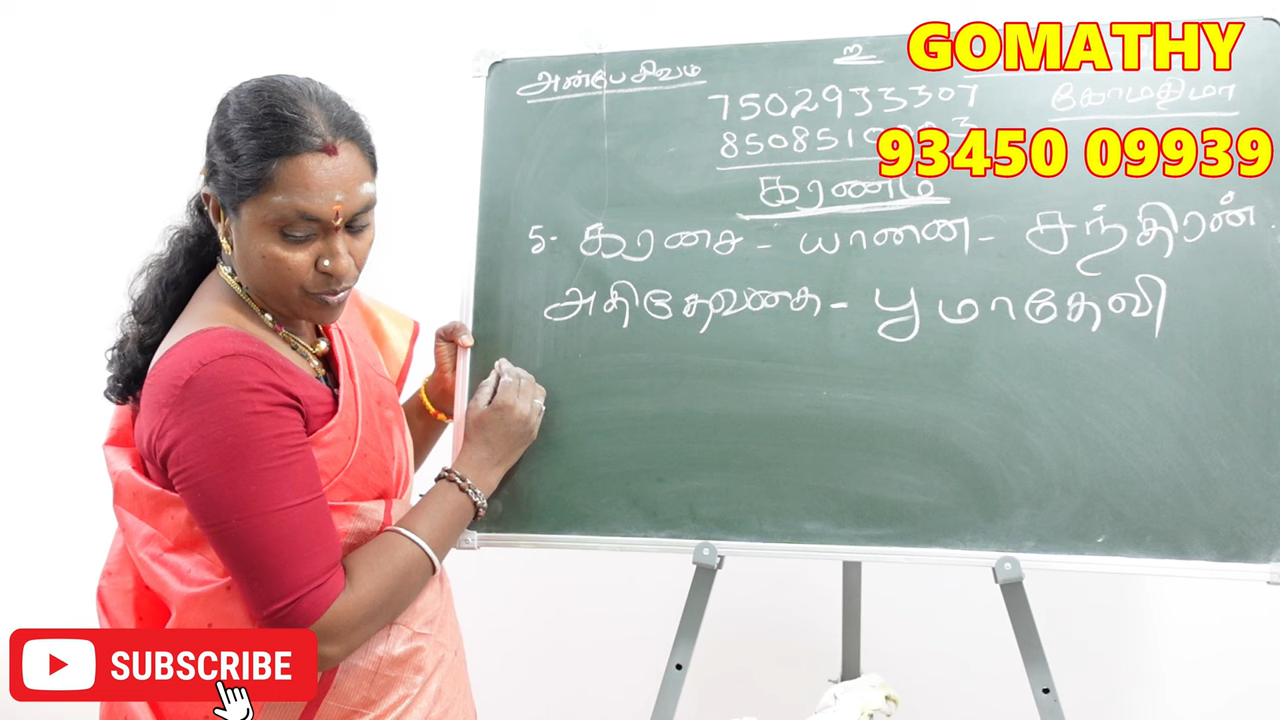 உ
GOMATHY
அன்பே சிவம்
7502933307
கோமதிமா
93450 09939
கரணம்
5. கரசை - யானை - சந்திரன்
அதிதேவதை - பூமாதேவி
SUBSCRIBE